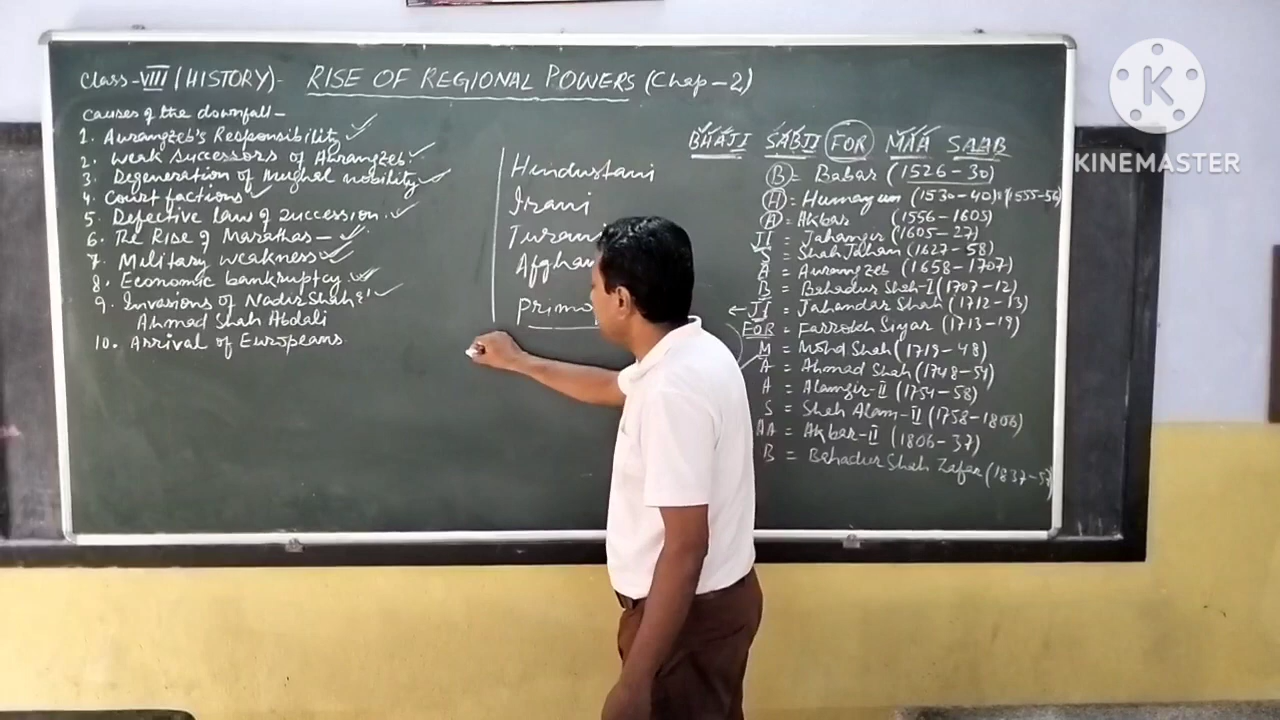 Class-VIII (HISTORY)- RISE OF REGIONAL POWERS (Chap-2)
Causes of the downfall-
1. Aurangzeb's Responsibility
2. Weak Successors of Aurangzeb.
3. Degeneration of Mughal nobility
4. Court factions
5. Defective law of succession.
6. The Rise of Marathas-
7. Military weakness
8. Economic bankruptcy.
9. Invasions of Nadir Shah &
Ahmad Shah Abdali
10. Arrival of Europeans.
Hindustani
Irani
Turani
Afghan
Primo
BHAJI SABJI FOR MAA SAAB
B = Babar (1526-30)
H = Humayun (1530-40) & (1555-56)
A = Akbar (1556-1605)
JI = Jahangir (1605-27)
S = Shah Jahan (1627-58)
A = Aurangzeb (1658-1707)
B = Bahadur Shah-I (1707-12)
JI = Jahandar Shah (1712-13)
FOR = Farrokh Siyar (1713-19)
M = Mohd Shah (1719-48)
A = Ahmad Shah (1748-54)
A = Alamgir-II (1754-58)
S = Shah Alam-II (1758-1806)
AA = Akbar-II (1806-37)
B = Bahadur Shah Zafar (1837-57)
K
KINEMASTER